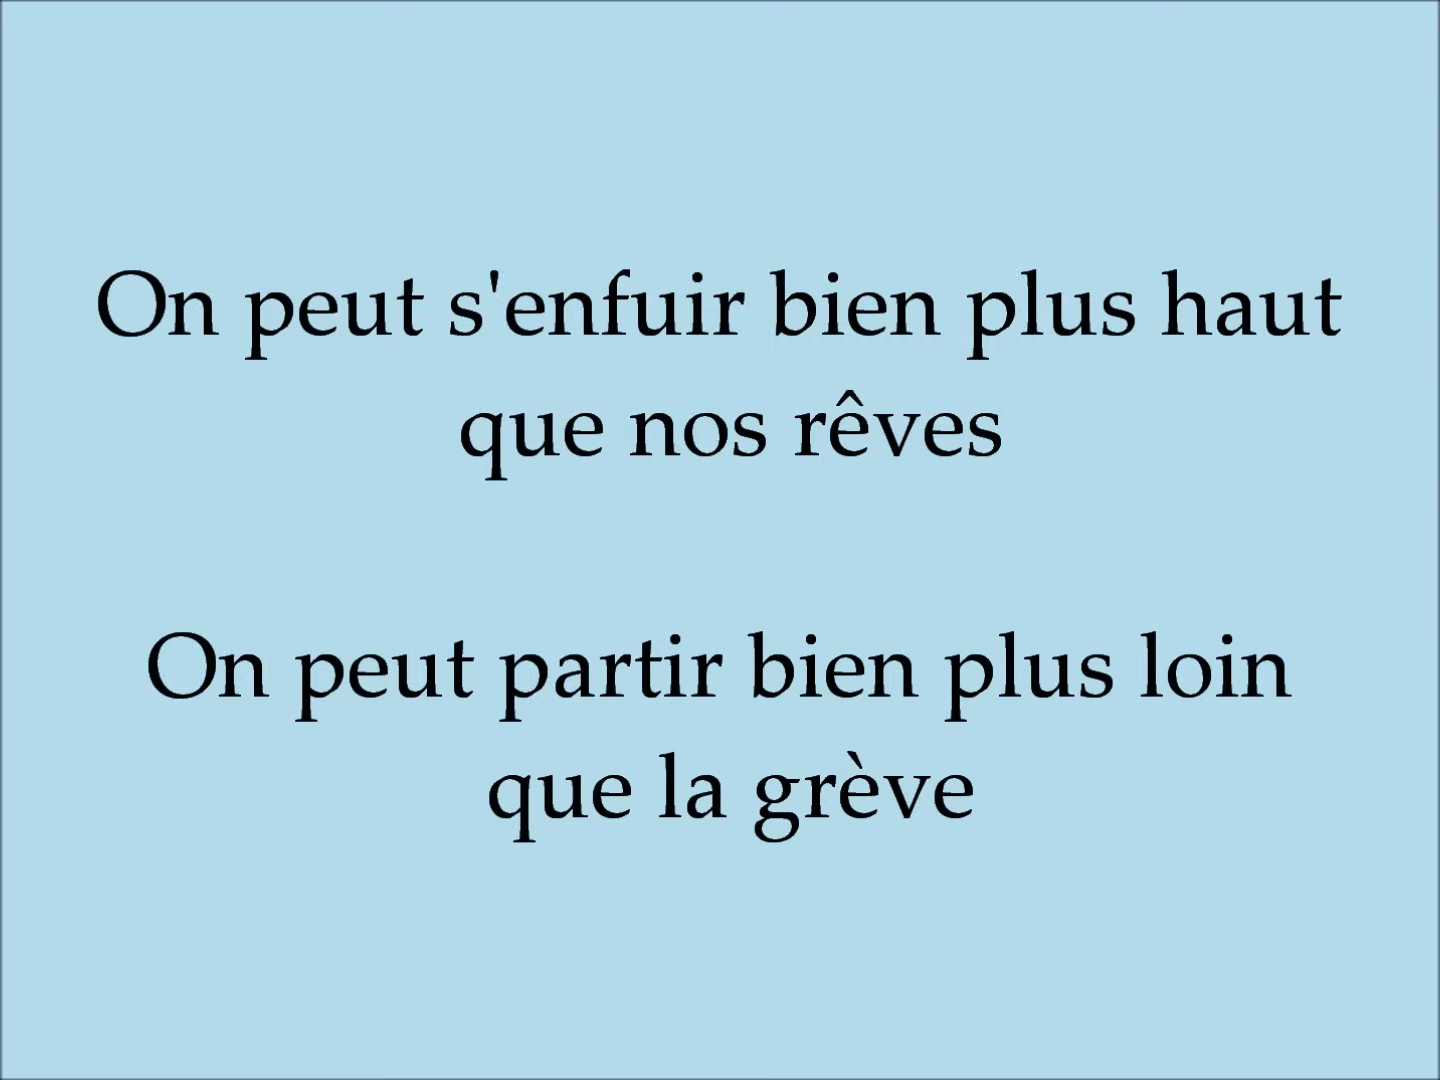 On peut s'enfuir bien plus haut
que nos rêves
On peut partir bien plus loin
que la grève